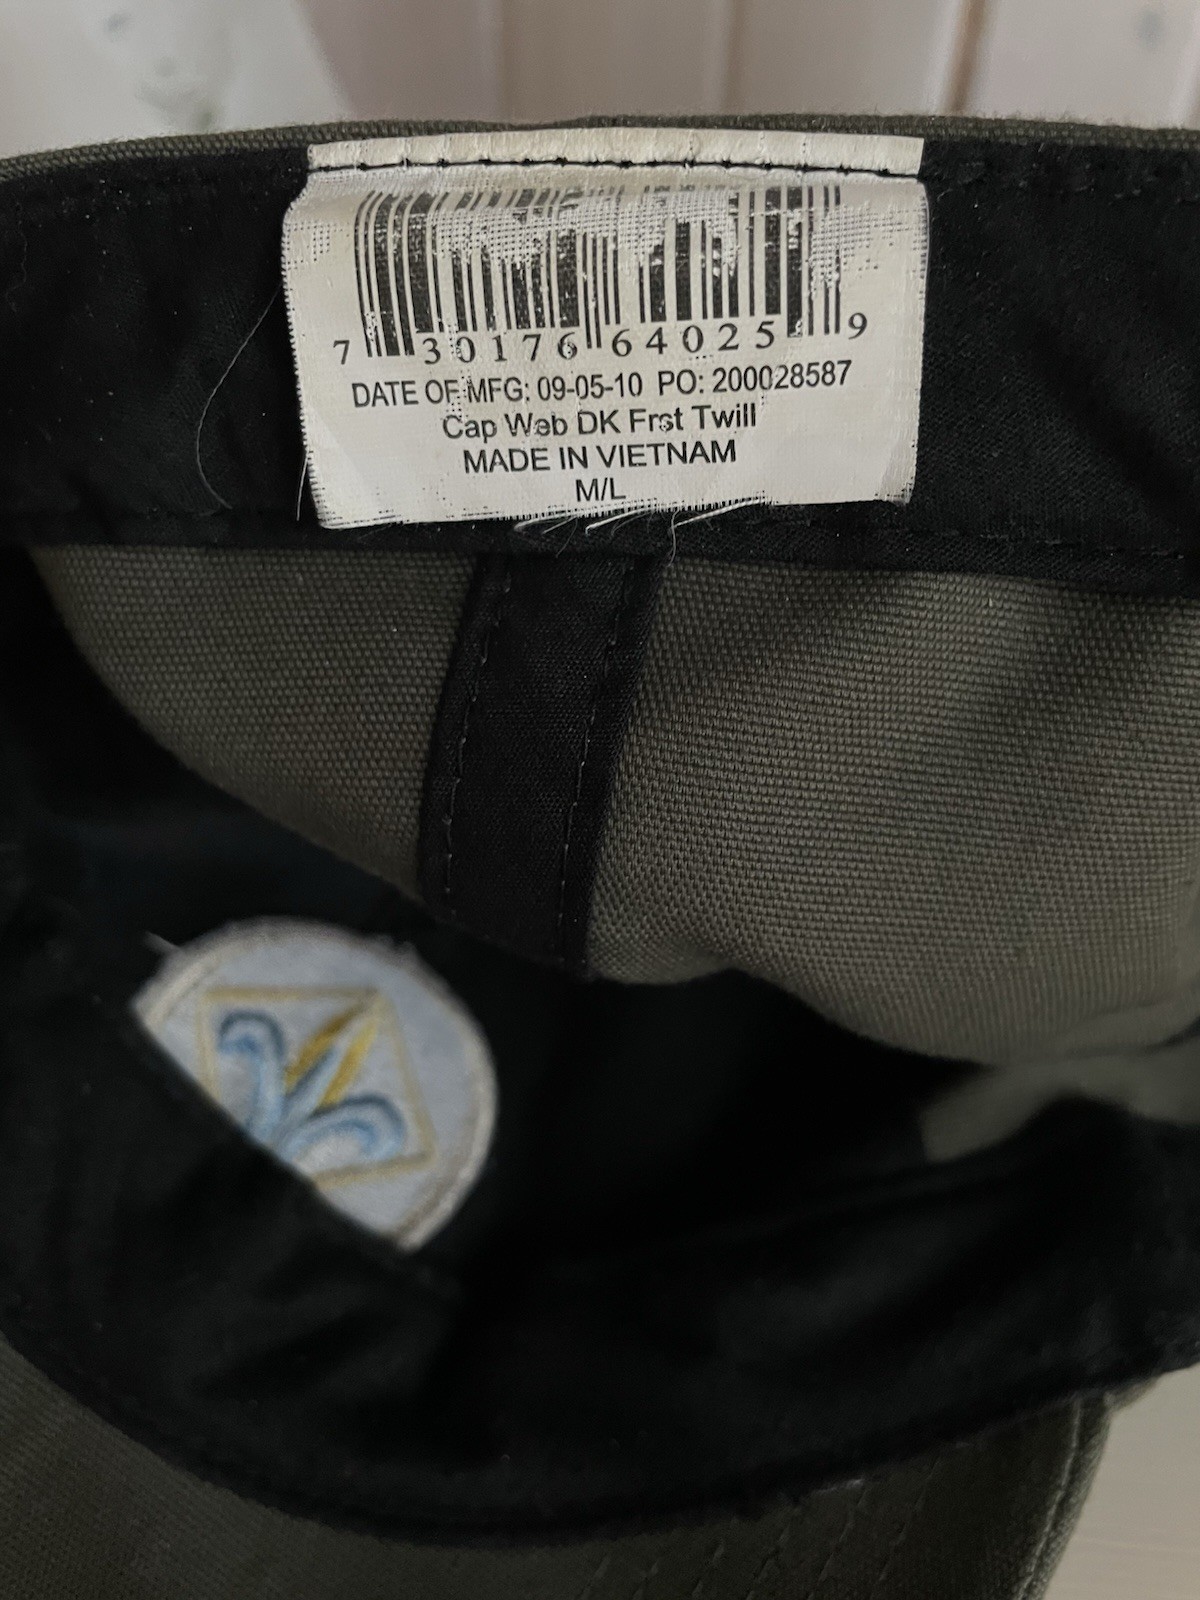 7 30176 64025 9
DATE OF MFG: 09-05-10 PO: 200028587
Cap Web DK Frst Twill
MADE IN VIETNAM
M/L